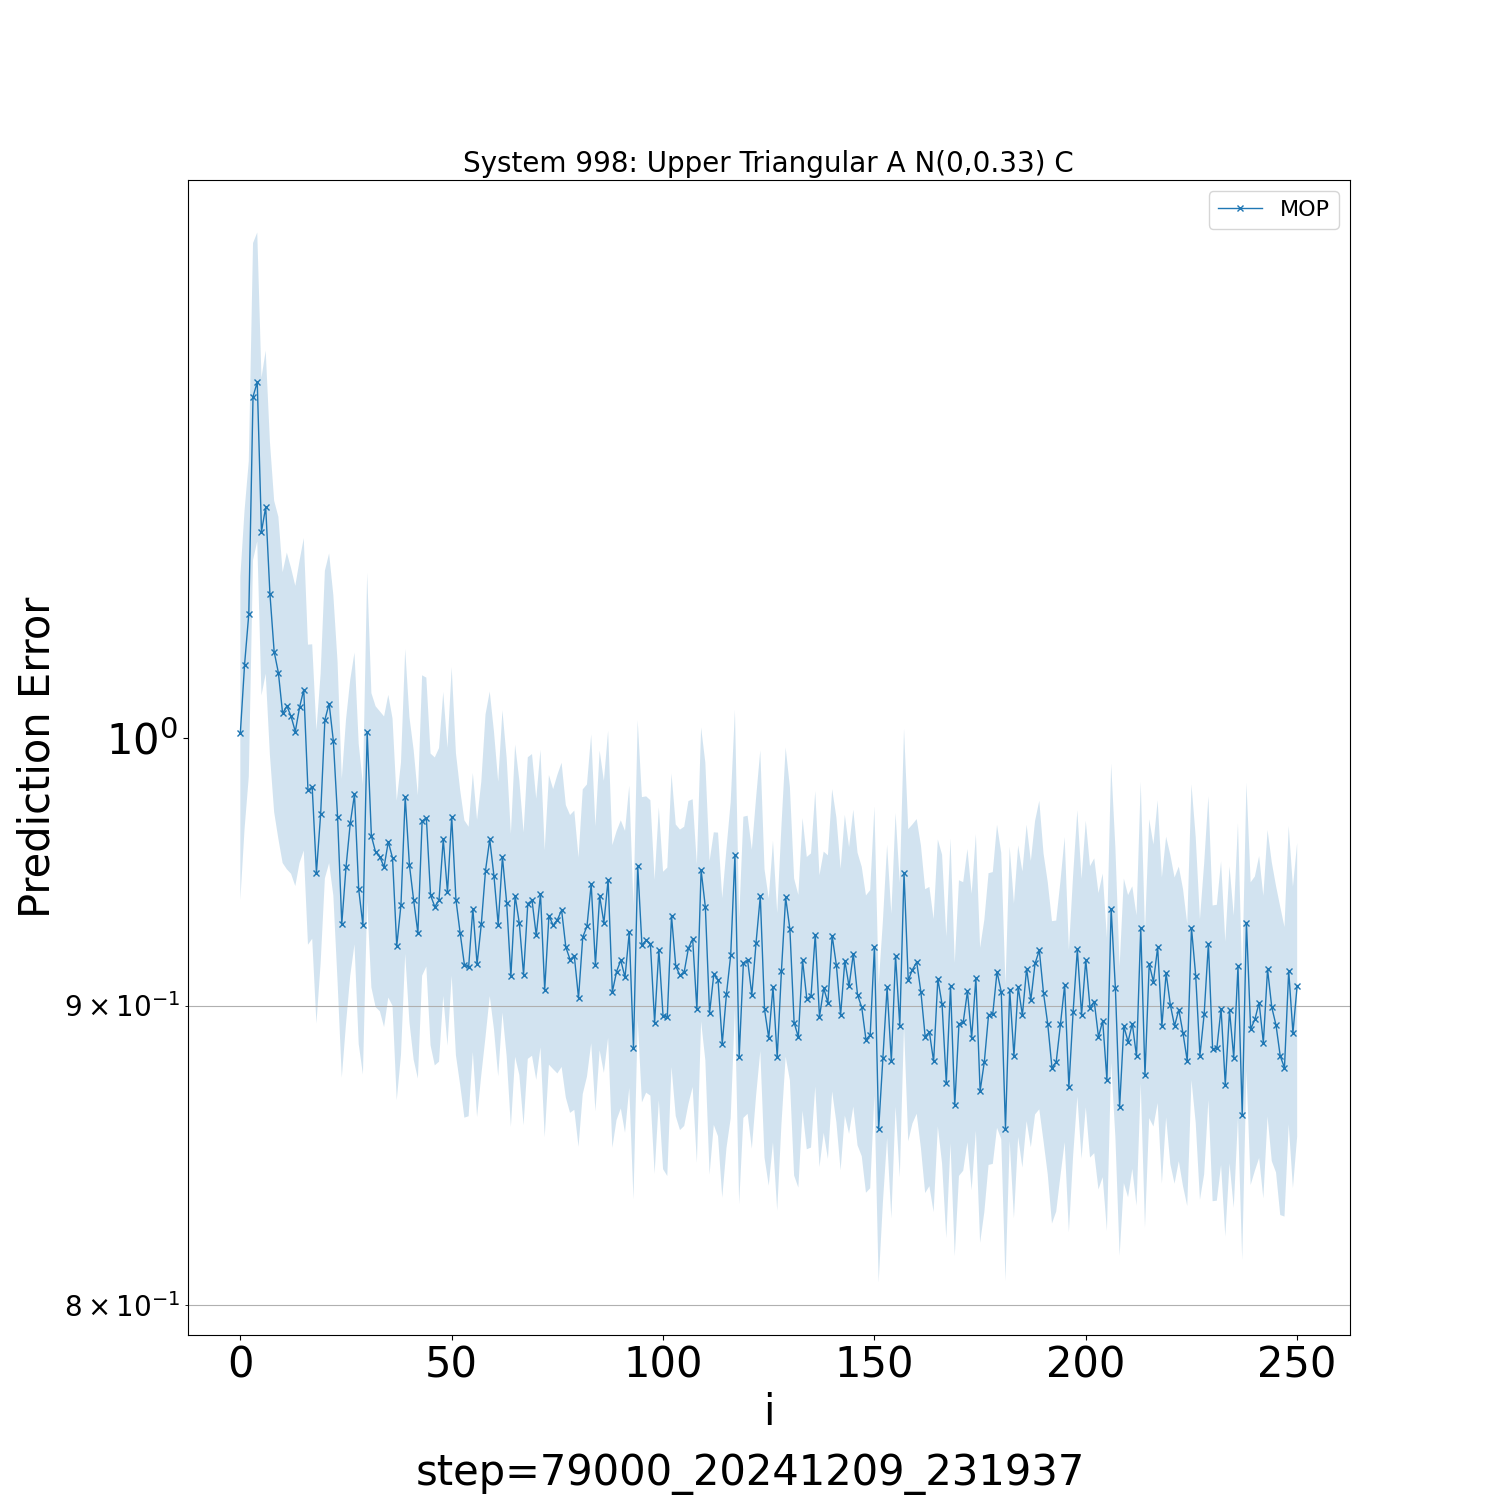 System 998: Upper Triangular A N(0,0.33) C
MOP
Prediction Error
10⁰
9 × 10⁻¹
8 × 10⁻¹
0 50 100 150 200 250
i
step=79000_20241209_231937